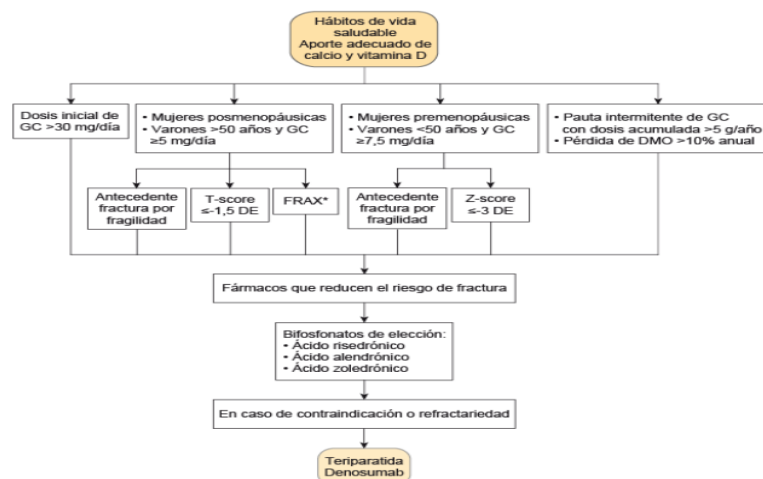 Hábitos de vida
saludable
Aporte adecuado de
calcio y vitamina D
Dosis inicial de
GC >30 mg/día
• Mujeres posmenopáusicas
• Varones >50 años y GC
≥5 mg/día
• Mujeres premenopáusicas
• Varones <50 años y GC
≥7,5 mg/día
• Pauta intermitente de GC
con dosis acumulada >5 g/año
• Pérdida de DMO >10% anual
Antecedente
fractura por
fragilidad
T-score
≤-1,5 DE
FRAX*
Antecedente
fractura por
fragilidad
Z-score
≤-3 DE
Fármacos que reducen el riesgo de fractura
Bifosfonatos de elección:
• Ácido risedrónico
• Ácido alendrónico
• Ácido zoledrónico
En caso de contraindicación o refractariedad
Teriparatida
Denosumab